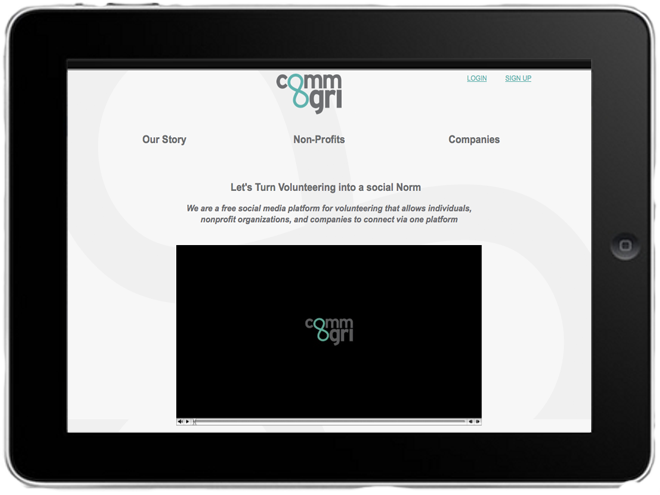 comm
gri
LOGIN SIGN UP
Our Story Non-Profits Companies
Let's Turn Volunteering into a social Norm
We are a free social media platform for volunteering that allows individuals,
nonprofit organizations, and companies to connect via one platform
comm
gri